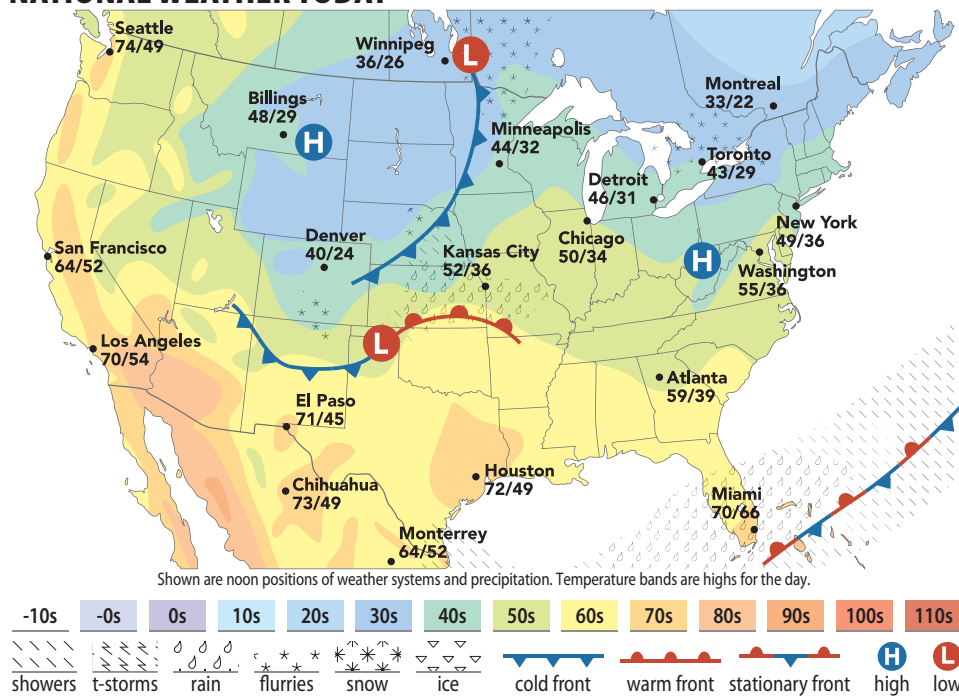 NATIONAL WEATHER TODAY
Seattle
74/49
Winnipeg
36/26
L
Montreal
33/22
Billings
48/29
H
Minneapolis
44/32
Toronto
43/29
Detroit
46/31
New York
49/36
San Francisco
64/52
Denver
40/24
Kansas City
52/36
Chicago
50/34
H
Washington
55/36
Los Angeles
70/54
L
Atlanta
59/39
El Paso
71/45
Chihuahua
73/49
Houston
72/49
Miami
70/66
Monterrey
64/52
Shown are noon positions of weather systems and precipitation. Temperature bands are highs for the day.
-10s -0s 0s 10s 20s 30s 40s 50s 60s 70s 80s 90s 100s 110s
H L
showers t-storms rain flurries snow ice cold front warm front stationary front high low